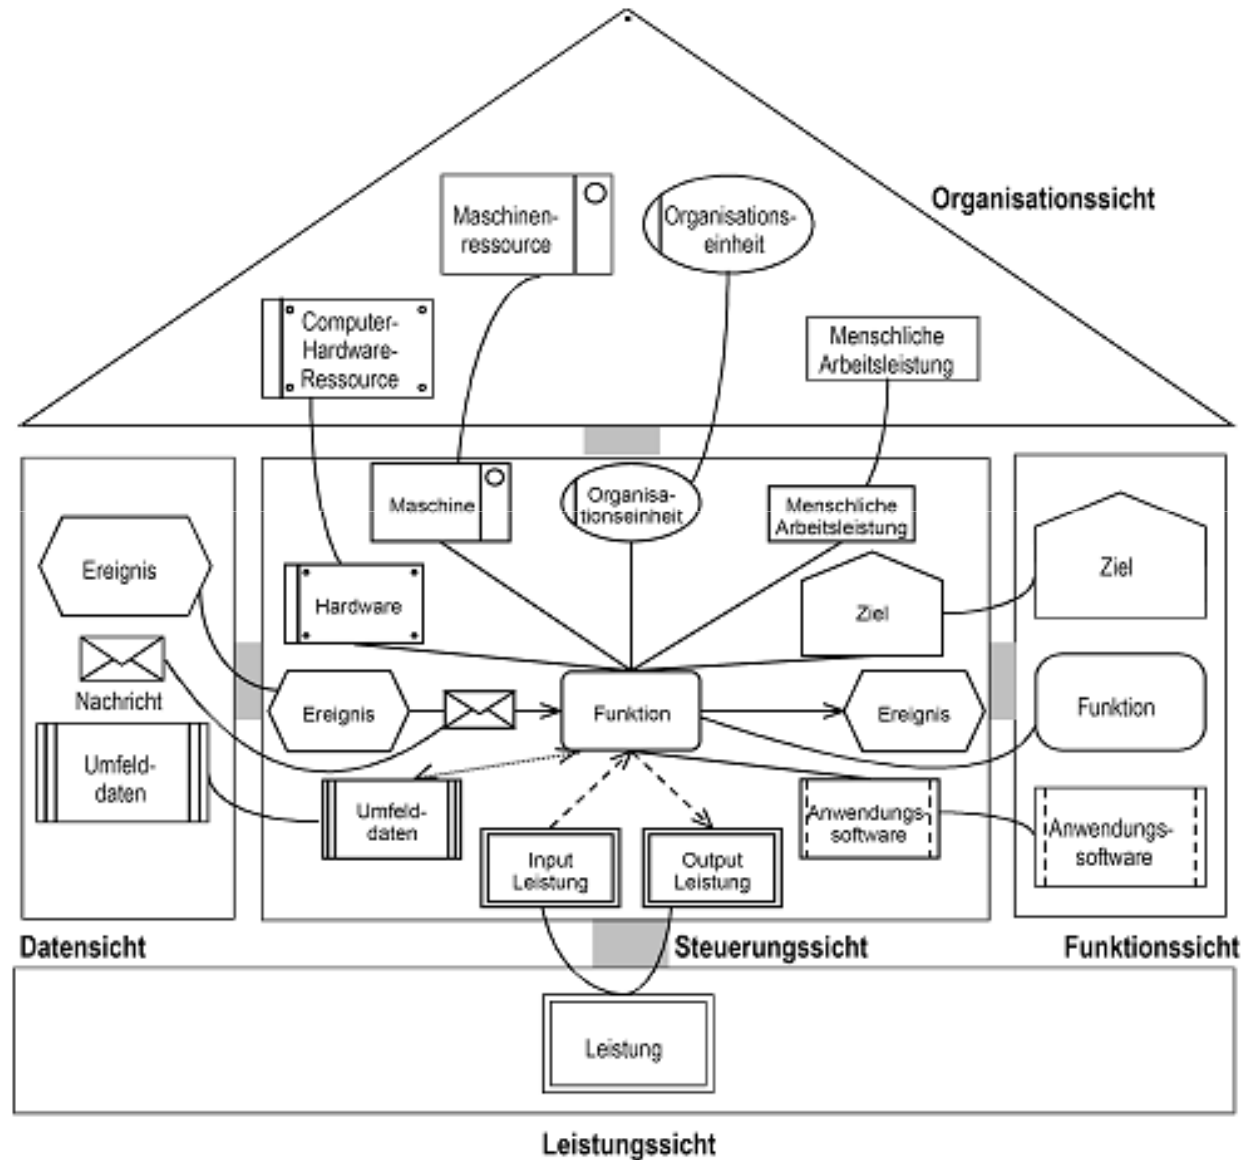 Organisationssicht
Maschinen-
ressource
Organisations-
einheit
Computer-
Hardware-
Ressource
Menschliche
Arbeitsleistung
Ereignis
Nachricht
Umfeld-
daten
Datensicht
Maschine
Organisa-
tionseinheit
Menschliche
Arbeitsleistung
Hardware
Ziel
Ereignis
Funktion
Ereignis
Umfeld-
daten
Input
Leistung
Output
Leistung
Anwendungs-
software
Steuerungssicht
Ziel
Funktion
Anwendungs-
software
Funktionssicht
Leistung
Leistungssicht